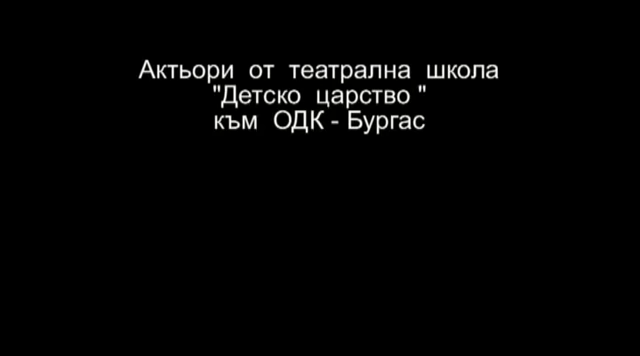 Актьори от театрална школа
"Детско царство "
към ОДК - Бургас